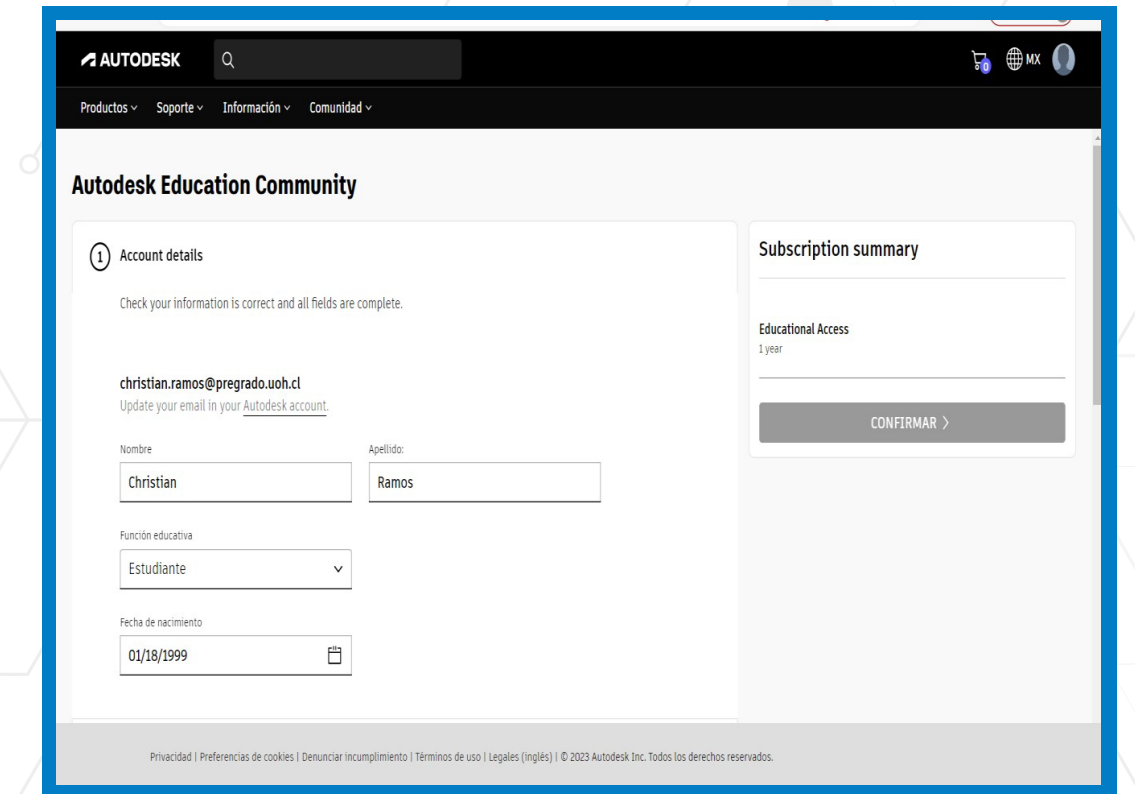 AUTODESK
0
MX
Productos Soporte Información Comunidad
Autodesk Education Community
1 Account details
Check your information is correct and all fields are complete.
christian.ramos@pregrado.uoh.cl
Update your email in your Autodesk account.
Nombre Apellido:
Christian Ramos
Función educativa
Estudiante
Fecha de nacimiento
01/18/1999
Subscription summary
Educational Access
1 year
CONFIRMAR
Privacidad | Preferencias de cookies | Denunciar incumplimiento | Términos de uso | Legales (inglés) | © 2023 Autodesk Inc. Todos los derechos reservados.